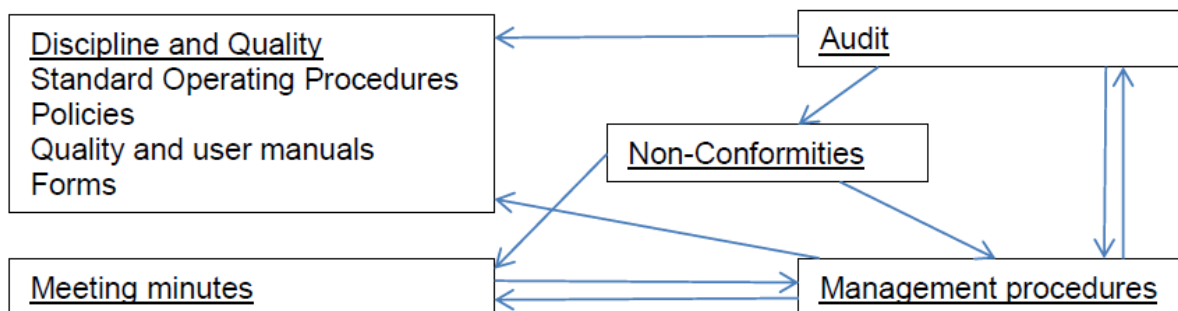 Discipline and Quality
Standard Operating Procedures
Policies
Quality and user manuals
Forms
Audit
Non-Conformities
Meeting minutes
Management procedures